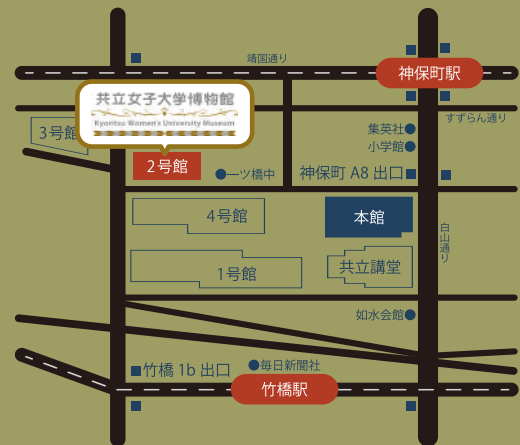 靖国通り
神保町駅
共立女子大学博物館
Kyoritsu Women's University Museum
すずらん通り
3号館
集英社
小学館
2号館
一ツ橋中
神保町 A8 出口
4号館
本館
白山通り
1号館
共立講堂
如水会館
竹橋 1b 出口
毎日新聞社
竹橋駅